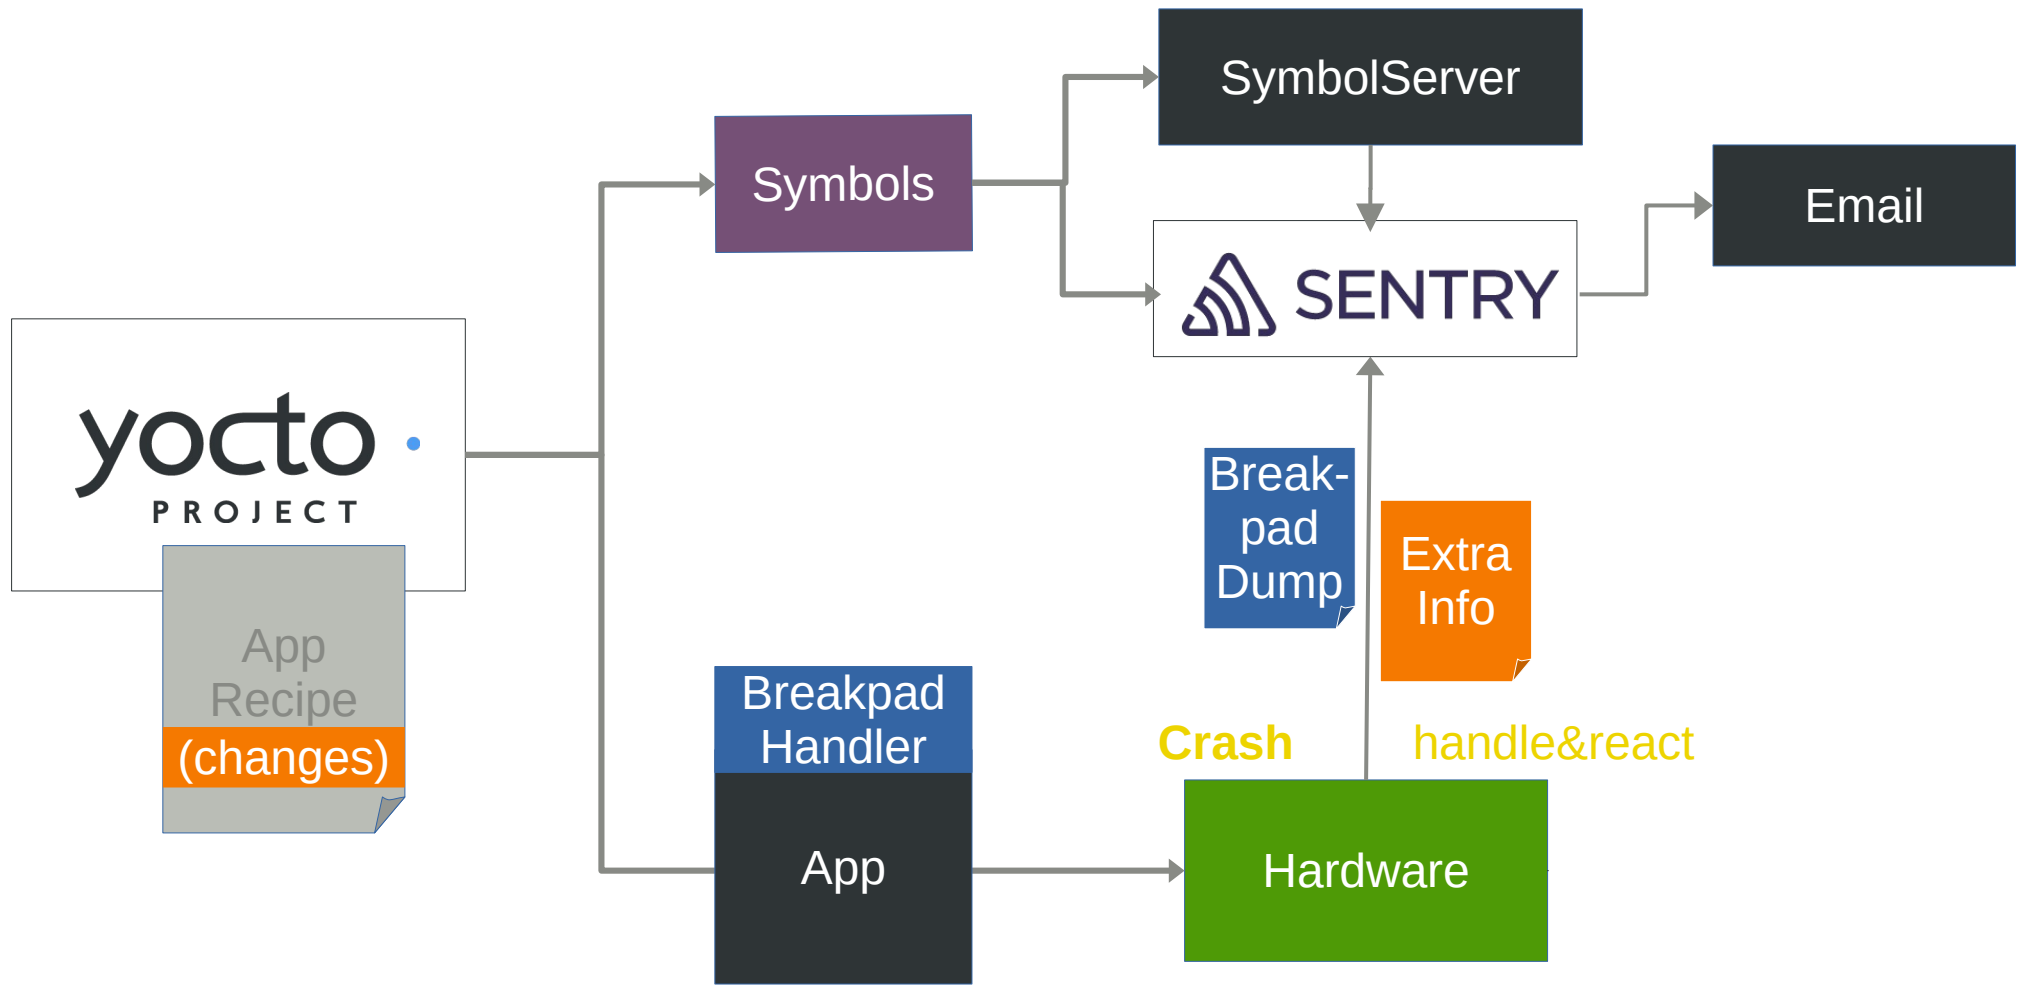 SymbolServer
Symbols
Email
SENTRY
yocto
PROJECT
Break-
pad
Dump
Extra
Info
App
Recipe
(changes)
Breakpad
Handler
Crash
handle&react
App
Hardware